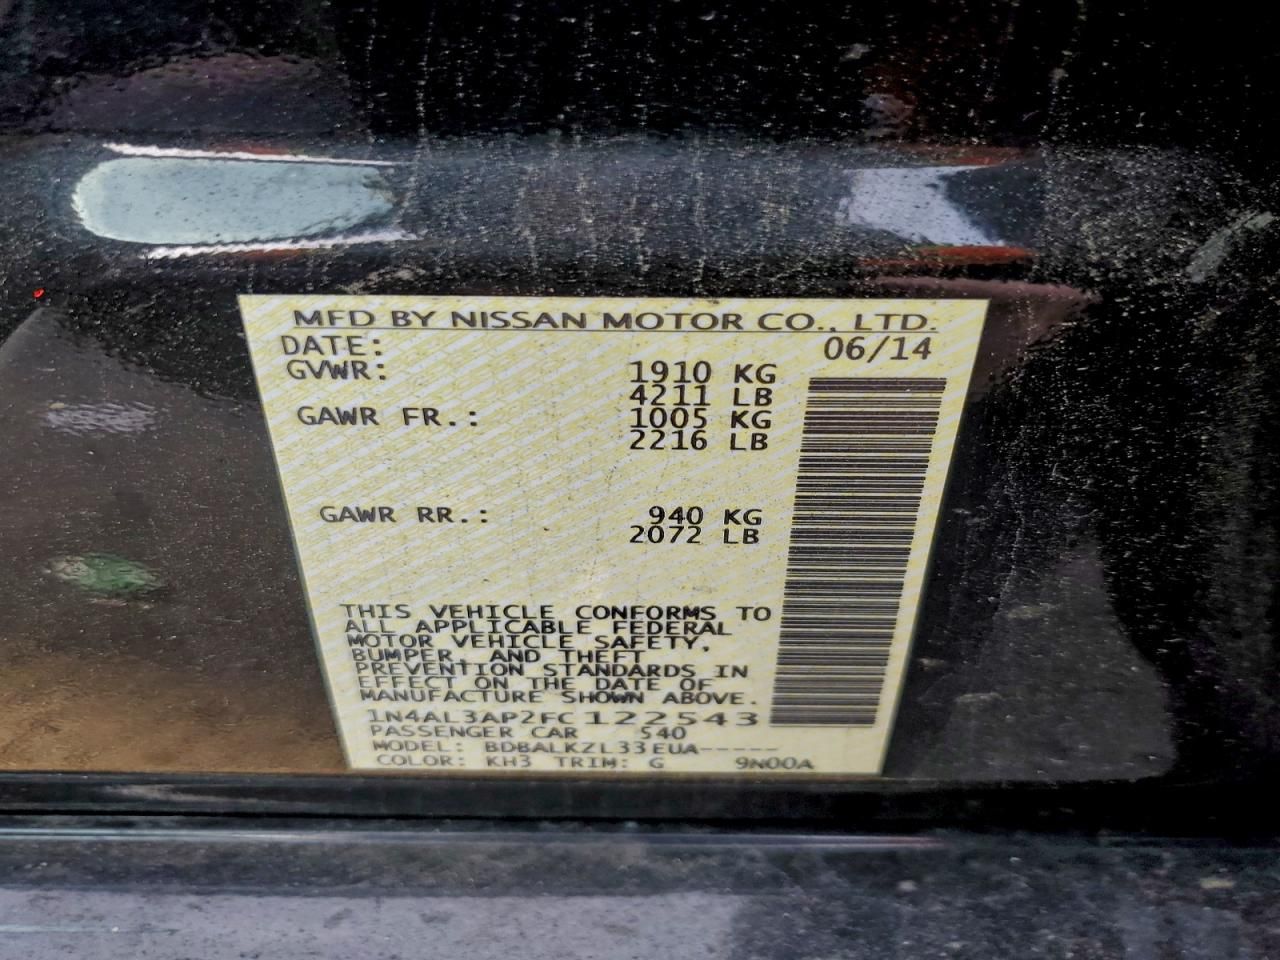 MFD BY NISSAN MOTOR CO., LTD.
DATE: 06/14
GVWR: 1910 KG
4211 LB
GAWR FR.: 1005 KG
2216 LB
GAWR RR.: 940 KG
2072 LB
THIS VEHICLE CONFORMS TO
ALL APPLICABLE FEDERAL
MOTOR VEHICLE SAFETY,
BUMPER, AND THEFT
PREVENTION STANDARDS IN
EFFECT ON THE DATE OF
MANUFACTURE SHOWN ABOVE.
1N4AL3AP2FC122543
PASSENGER CAR 540
MODEL: BDBALKZL33EUA-----
COLOR: KH3 TRIM: G 9N00A